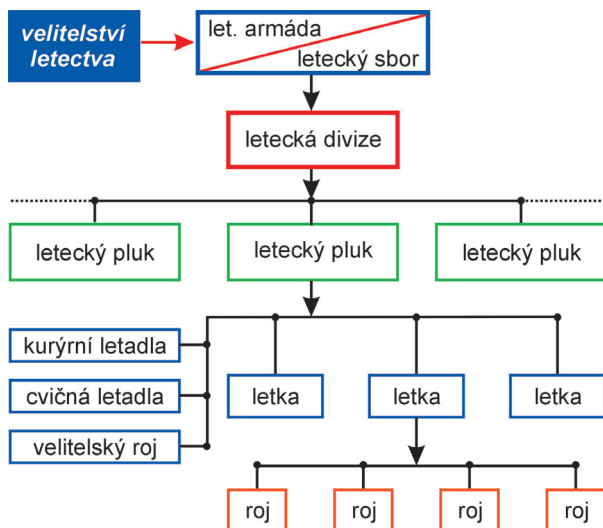 velitelství
letectva
let. armáda
letecký sbor
letecká divize
letecký pluk
letecký pluk
letecký pluk
kurýrní letadla
cvičná letadla
velitelský roj
letka
letka
letka
roj
roj
roj
roj